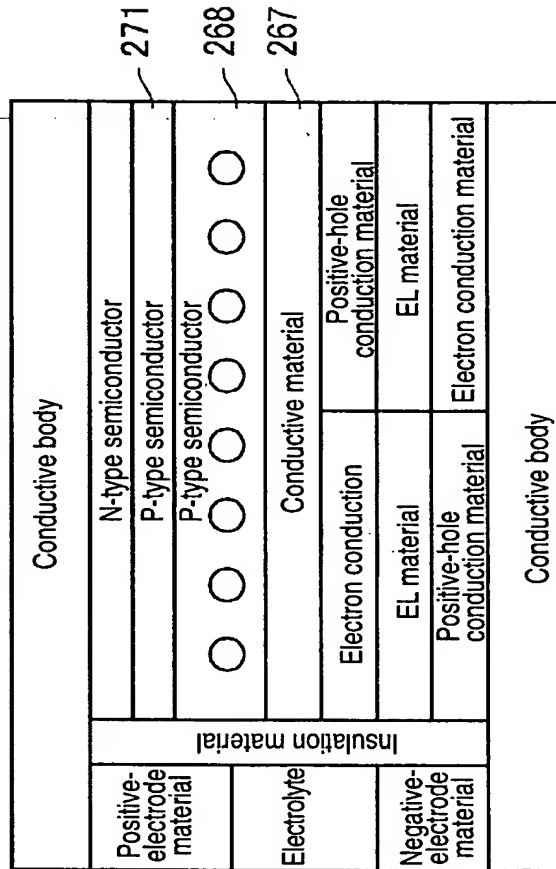 Conductive body
N-type semiconductor
P-type semiconductor
271
P-type semiconductor
268
Conductive material
267
Electron conduction
Positive-hole
conduction material
EL material
EL material
Positive-hole
conduction material
Electron conduction material
Insulation material
Positive-
electrode
material
Electrolyte
Negative-
electrode
material
Conductive body